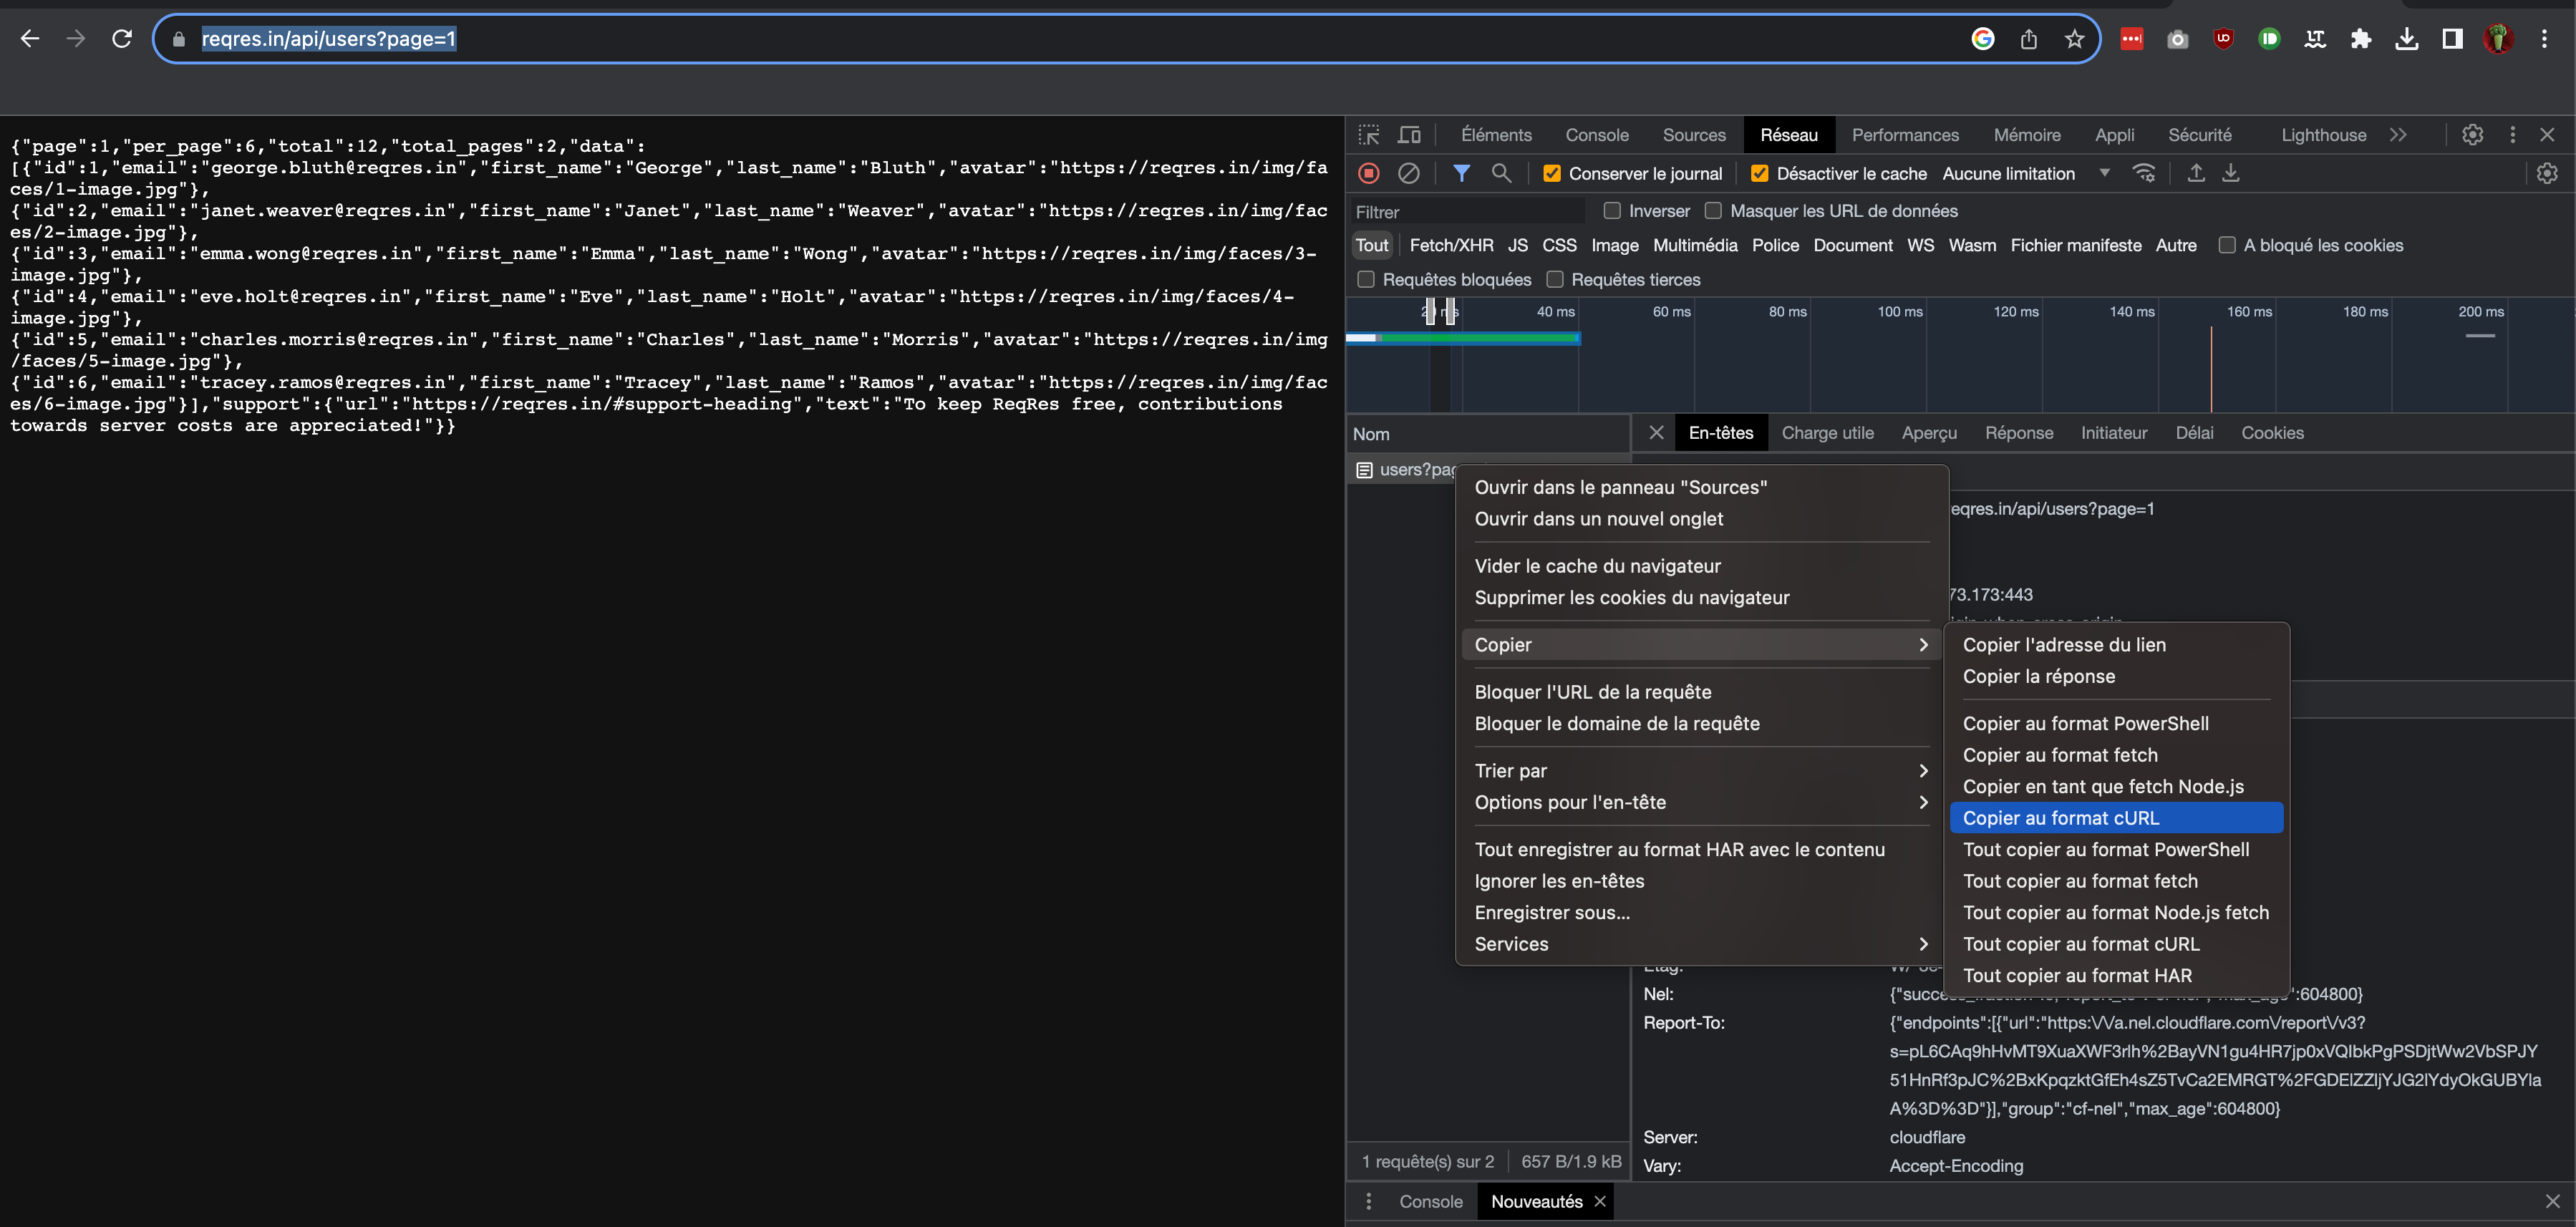 reqres.in/api/users?page=1
{"page":1,"per_page":6,"total":12,"total_pages":2,"data":
[{"id":1,"email":"george.bluth@reqres.in","first_name":"George","last_name":"Bluth","avatar":"https://reqres.in/img/fa
ces/1-image.jpg"},
{"id":2,"email":"janet.weaver@reqres.in","first_name":"Janet","last_name":"Weaver","avatar":"https://reqres.in/img/fac
es/2-image.jpg"},
{"id":3,"email":"emma.wong@reqres.in","first_name":"Emma","last_name":"Wong","avatar":"https://reqres.in/img/faces/3-
image.jpg"},
{"id":4,"email":"eve.holt@reqres.in","first_name":"Eve","last_name":"Holt","avatar":"https://reqres.in/img/faces/4-
image.jpg"},
{"id":5,"email":"charles.morris@reqres.in","first_name":"Charles","last_name":"Morris","avatar":"https://reqres.in/img
/faces/5-image.jpg"},
{"id":6,"email":"tracey.ramos@reqres.in","first_name":"Tracey","last_name":"Ramos","avatar":"https://reqres.in/img/fac
es/6-image.jpg"}],"support":{"url":"https://reqres.in/#support-heading","text":"To keep ReqRes free, contributions
towards server costs are appreciated!"}}
Éléments Console Sources Réseau Performances Mémoire Appli Sécurité Lighthouse
Conserver le journal Désactiver le cache Aucune limitation
Filtrer Inverser Masquer les URL de données
Tout Fetch/XHR JS CSS Image Multimédia Police Document WS Wasm Fichier manifeste Autre A bloqué les cookies
Requêtes bloquées Requêtes tierces
40 ms 60 ms 80 ms 100 ms 120 ms 140 ms 160 ms 180 ms 200 ms
Nom
En-têtes Charge utile Aperçu Réponse Initiateur Délai Cookies
users?pag
eqres.in/api/users?page=1
73.173:443
Ouvrir dans le panneau "Sources"
Ouvrir dans un nouvel onglet
Vider le cache du navigateur
Supprimer les cookies du navigateur
Copier
Bloquer l'URL de la requête
Bloquer le domaine de la requête
Trier par
Options pour l'en-tête
Tout enregistrer au format HAR avec le contenu
Ignorer les en-têtes
Enregistrer sous...
Services
Copier l'adresse du lien
Copier la réponse
Copier au format PowerShell
Copier au format fetch
Copier en tant que fetch Node.js
Copier au format cURL
Tout copier au format PowerShell
Tout copier au format fetch
Tout copier au format Node.js fetch
Tout copier au format cURL
Tout copier au format HAR
Nel:
:604800}
Report-To:
{"endpoints":[{"url":"https:\/\/a.nel.cloudflare.com\/report\/v3?
s=pL6CAq9hHvMT9XuaXWF3rlh%2BayVN1gu4HR7jp0xVQIbkPgPSDjtWw2VbSPJY
51HnRf3pJC%2BxKpqzktGfEh4sZ5TvCa2EMRGT%2FGDElZZljYJG2lYdyOkGUBYla
A%3D%3D"}],"group":"cf-nel","max_age":604800}
Server: cloudflare
Vary: Accept-Encoding
1 requête(s) sur 2 657 B/1.9 kB
Console Nouveautés